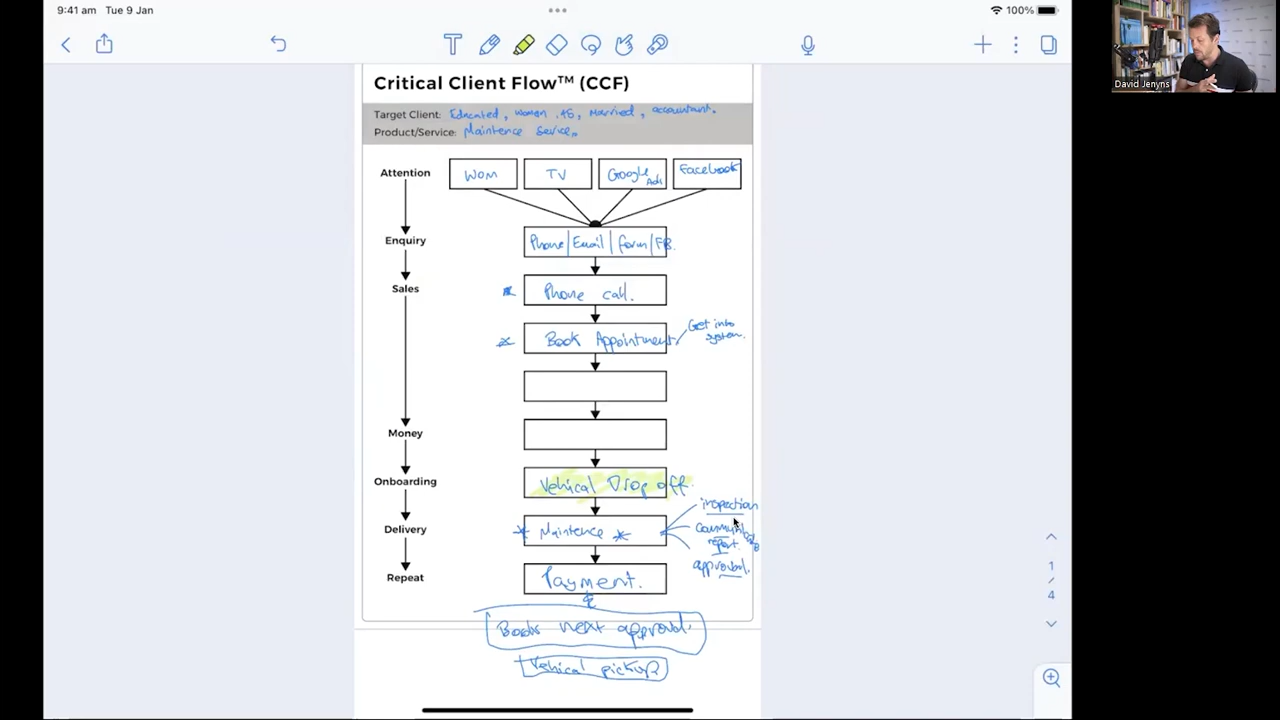 9:41 am Tue 9 Jan
100%
David Jenyns
Critical Client Flow™ (CCF)
Target Client: Educated, woman, 45, Married, accountant.
Product/Service: Maintence Service.
Attention
WOM
TV
Google Ads
Facebook
Enquiry
Phone | Email | form | FB.
Sales
Phone call.
Book Appointment
Get into
system.
Money
Onboarding
Vehical Drop off.
inspection
Delivery
* Maintence *
report.
approval.
Repeat
Payment.
&
Book next approval.
Vehical pickup
1
/
4